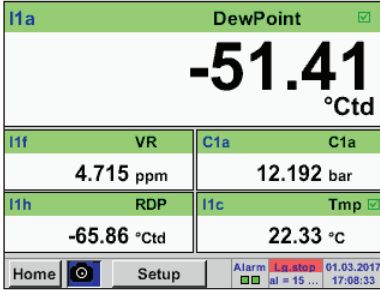 I1a DewPoint
-51.41
°Ctd
I1f VR C1a C1a
4.715 ppm 12.192 bar
I1h RDP I1c Tmp
-65.86 °Ctd 22.33 °C
Home Setup Alarm Lg.stop 01.03.2017
al = 15 ... 17:08:33